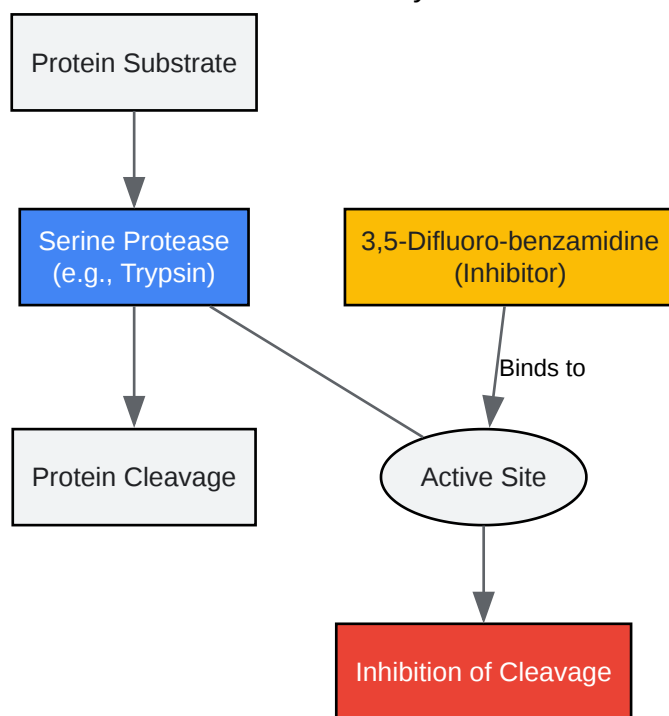 Protein Substrate
Serine Protease
(e.g., Trypsin)
3,5-Difluoro-benzamidine
(Inhibitor)
Binds to
Protein Cleavage
Active Site
Inhibition of Cleavage